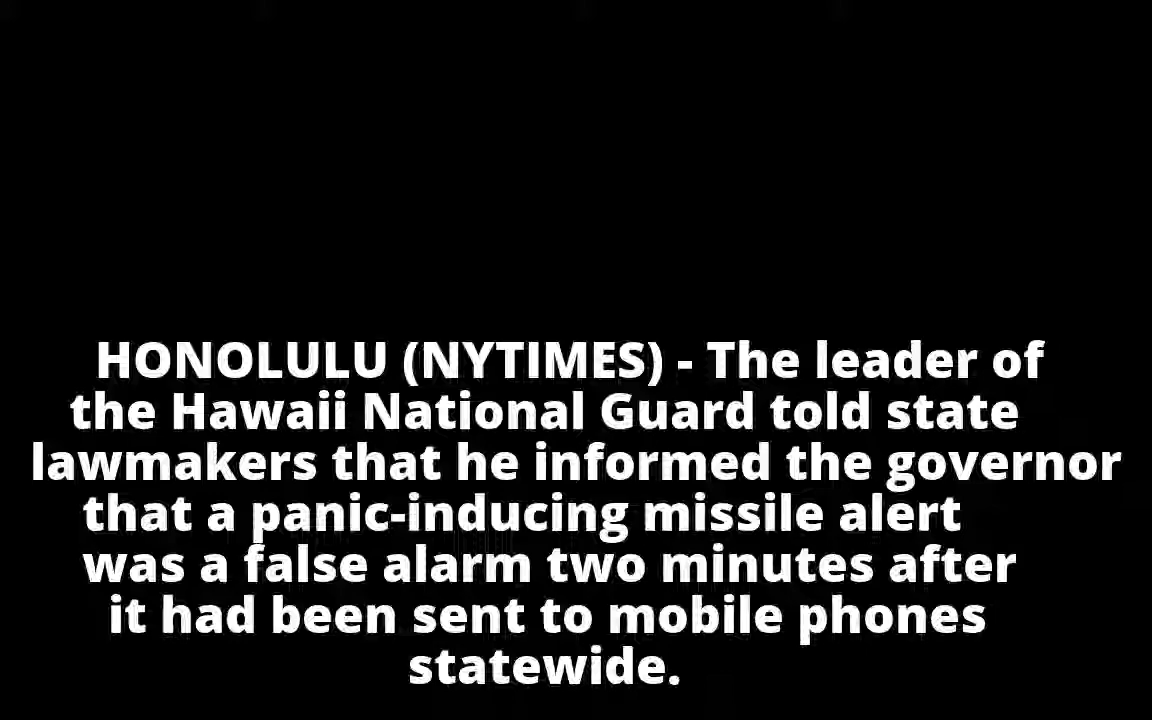 HONOLULU (NYTIMES) - The leader of
the Hawaii National Guard told state
lawmakers that he informed the governor
that a panic-inducing missile alert
was a false alarm two minutes after
it had been sent to mobile phones
statewide.